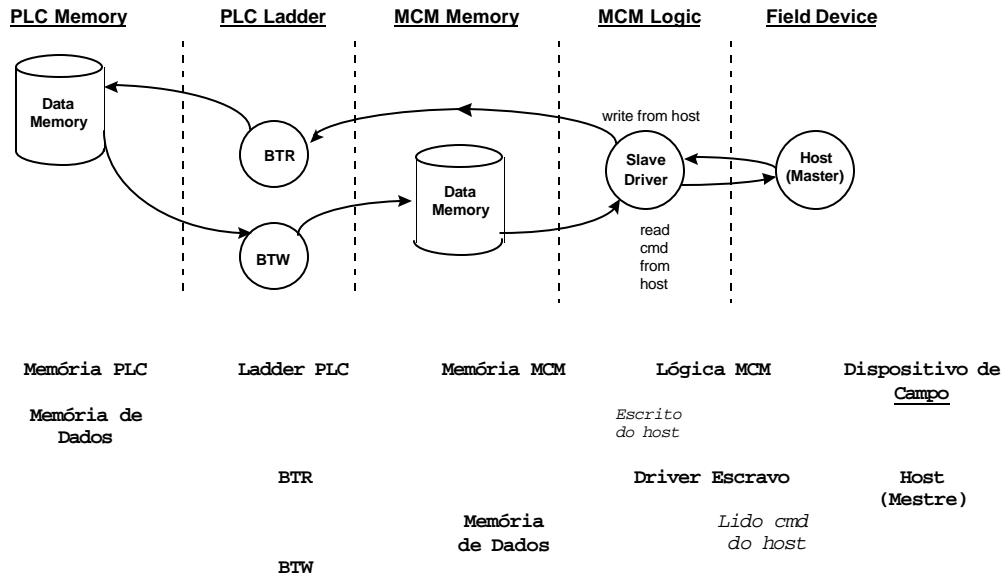 PLC Memory PLC Ladder MCM Memory MCM Logic Field Device
Data
Memory
BTR
write from host
Slave
Driver
Host
(Master)
Data
Memory
BTW
read
cmd
from
host
Memória PLC Ladder PLC Memória MCM Lógica MCM Dispositivo de
Campo
Memória de
Dados
Escrito
do host
BTR Driver Escravo Host
(Mestre)
Memória
de Dados
Lido cmd
do host
BTW